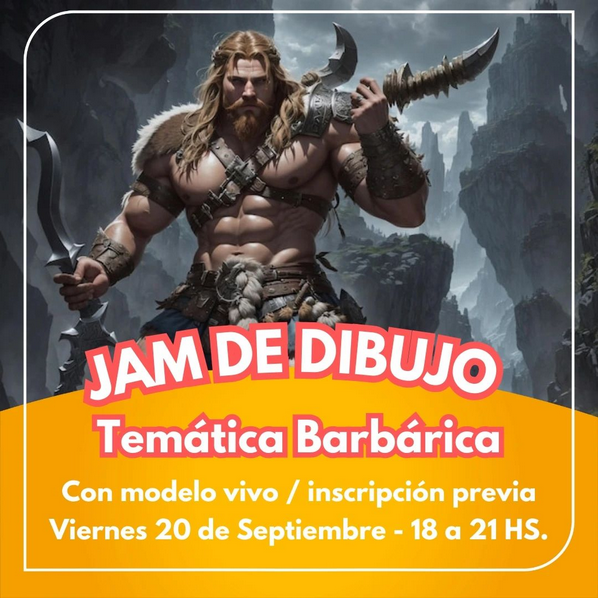 JAM DE DIBUJO
Temática Barbárica
Con modelo vivo / inscripción previa
Viernes 20 de Septiembre - 18 a 21 HS.